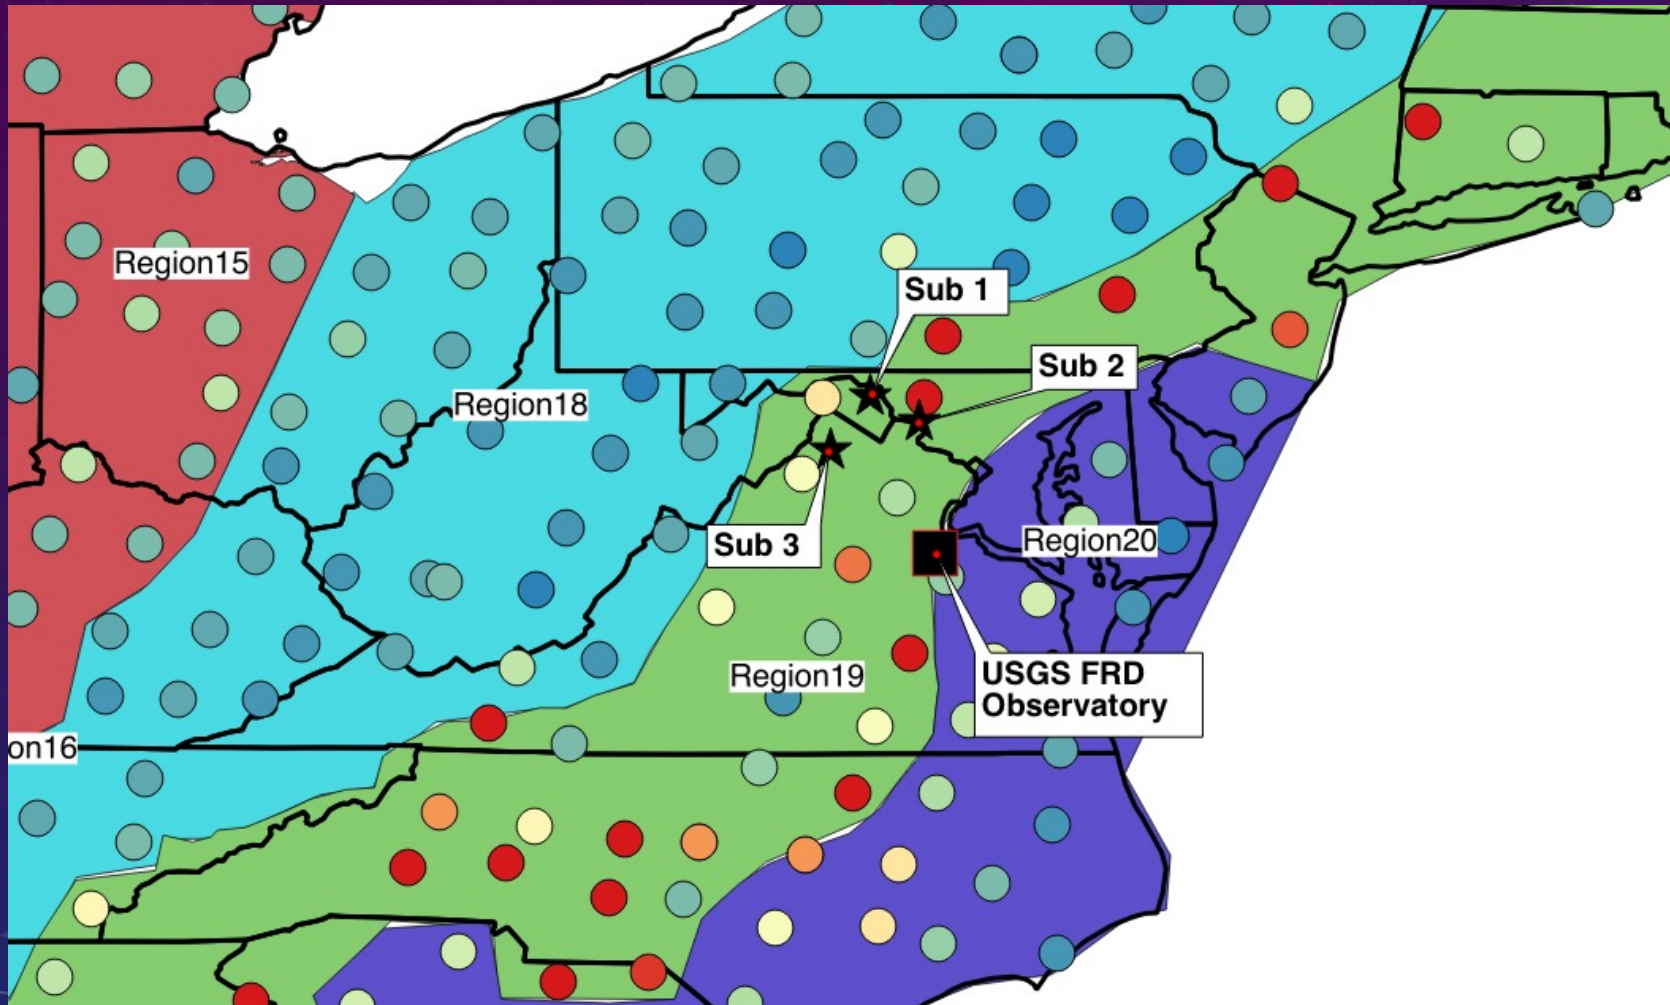 Region15
Sub 1
Sub 2
Region18
Sub 3
Region20
Region19
USGS FRD
Observatory
on16